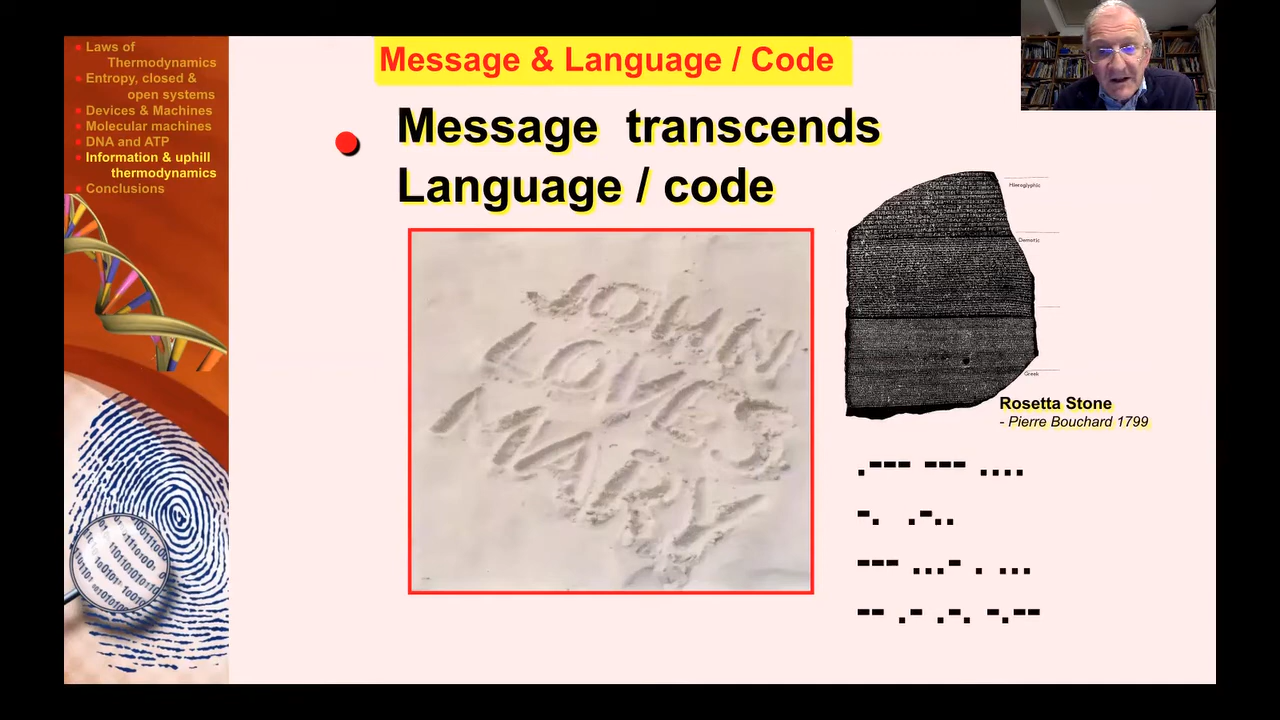 Laws of
Thermodynamics
Entropy, closed &
open systems
Devices & Machines
Molecular machines
DNA and ATP
Information & uphill
thermodynamics
Conclusions
Message & Language / Code
Message transcends
Language / code
JOHN
LOVES
MARY
Hieroglyphic
Demotic
Greek
Rosetta Stone
- Pierre Bouchard 1799
.--- --- ....
-. .-..
--- ...- . ...
-- .- .-. -.--